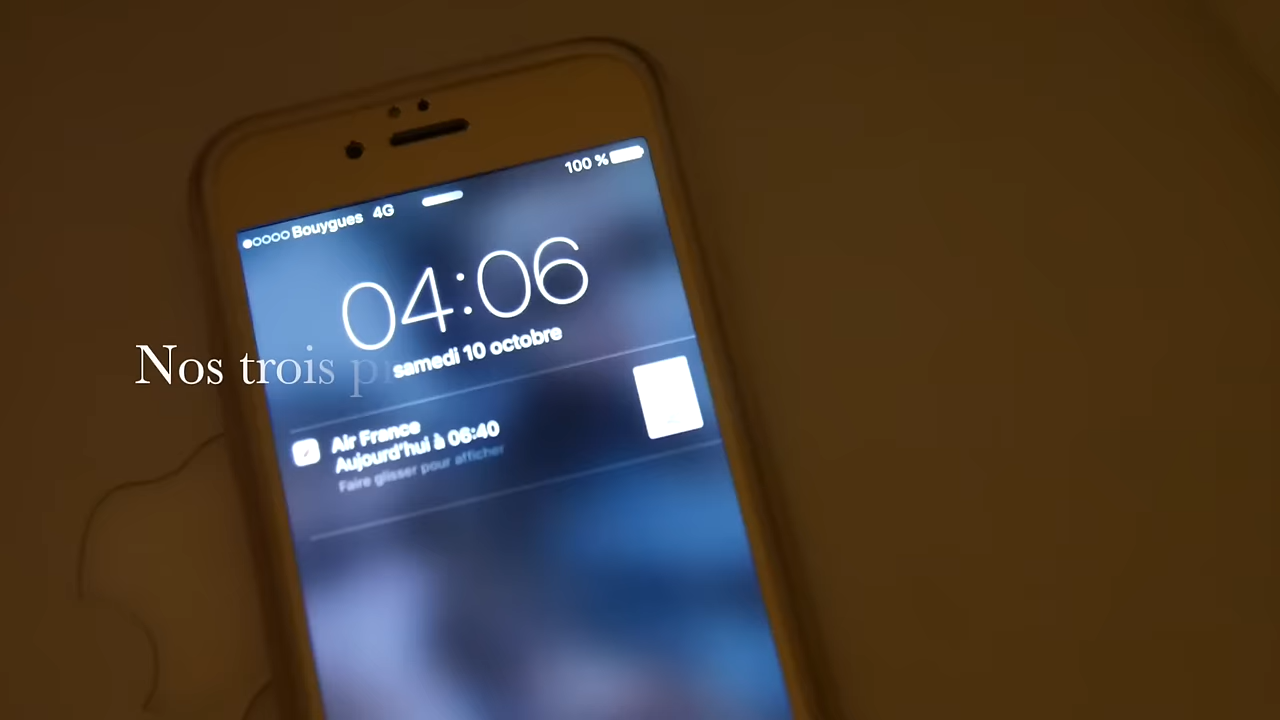 Bouygues 4G
100 %
04:06
samedi 10 octobre
Nos trois
Air France
Aujourd'hui à 06:40
Faire glisser pour afficher